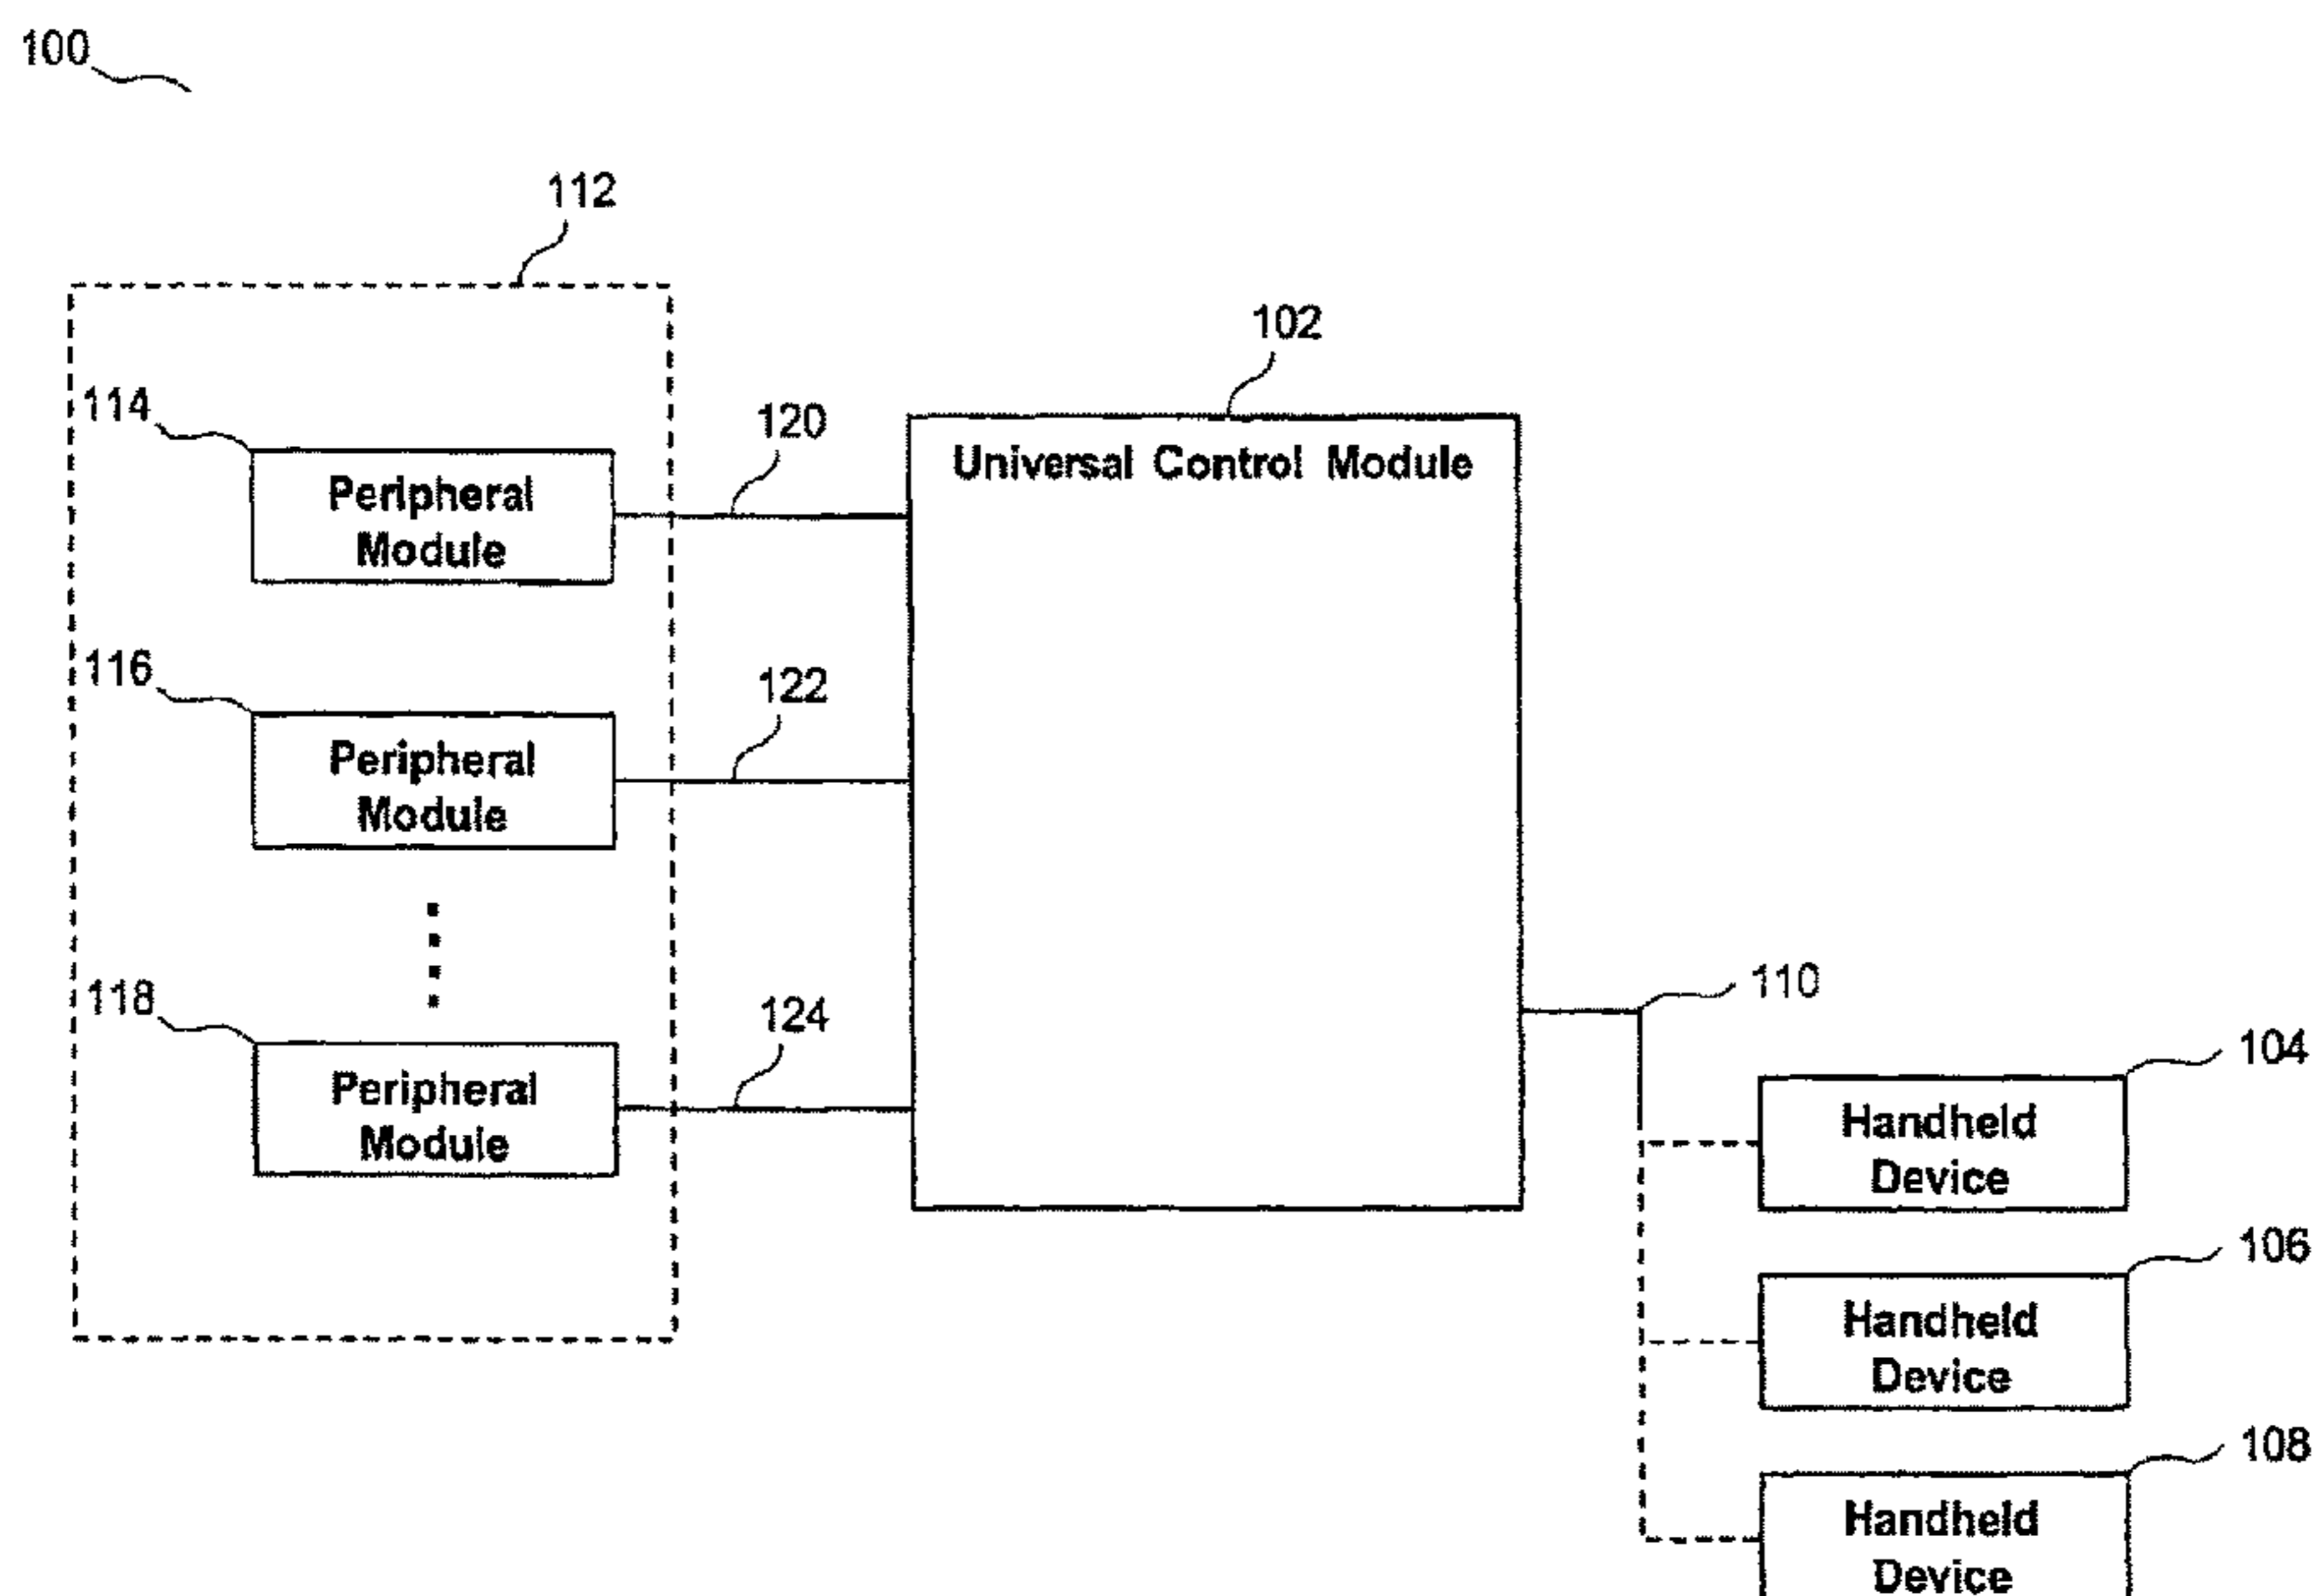 100
112
102
114
120
Universal Control Module
Peripheral
Module
116
122
Peripheral
Module
118
124
110
Peripheral
Module
104
Handheld
Device
106
Handheld
Device
108
Handheld
Device